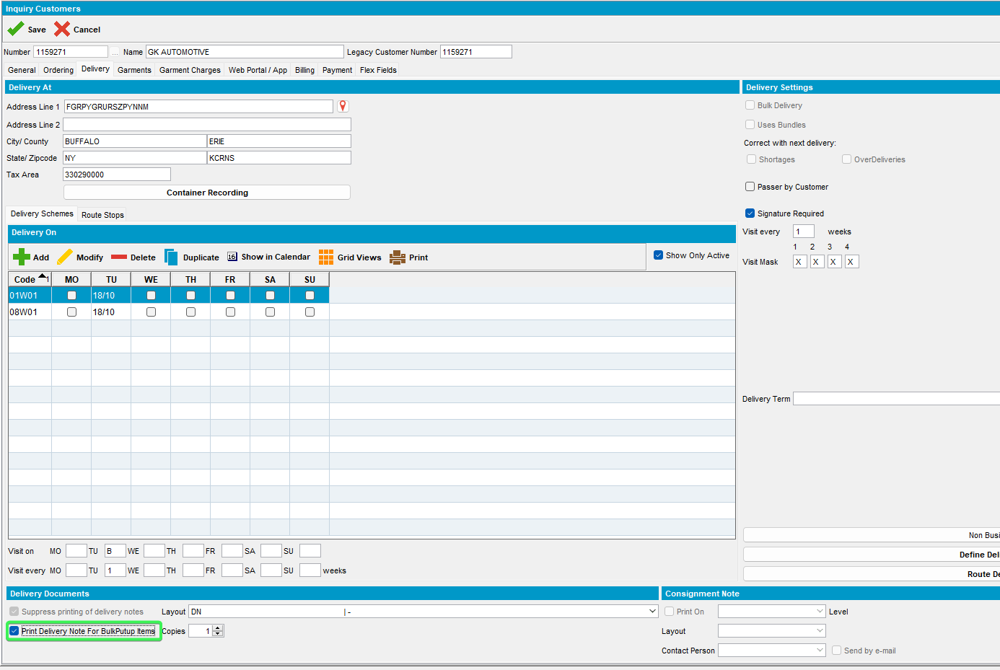 Inquiry Customers
Save Cancel
Number 1159271 ... Name GK AUTOMOTIVE Legacy Customer Number 1159271
General Ordering Delivery Garments Garment Charges Web Portal / App Billing Payment Flex Fields
Delivery At
Address Line 1 FGRPYGRURSZPYNNM
Address Line 2
City/ County BUFFALO ERIE
State/ Zipcode NY KCRNS
Tax Area 330290000
Container Recording
Delivery Schemes Route Stops
Delivery On
Add Modify Delete Duplicate 16 Show in Calendar Grid Views Print Show Only Active
Code 1 MO TU WE TH FR SA SU
01W01 18/10
08W01 18/10
Visit on MO TU B WE TH FR SA SU
Visit every MO TU 1 WE TH FR SA SU weeks
Delivery Settings
Bulk Delivery
Uses Bundles
Correct with next delivery:
Shortages OverDeliveries
Passer by Customer
Signature Required
Visit every 1 weeks
1 2 3 4
Visit Mask X X X X
Delivery Term
Non Busi
Define Del
Route De
Delivery Documents
Suppress printing of delivery notes Layout DN | -
Print Delivery Note For BulkPutup Items Copies 1
Consignment Note
Print On Level
Layout
Contact Person Send by e-mail